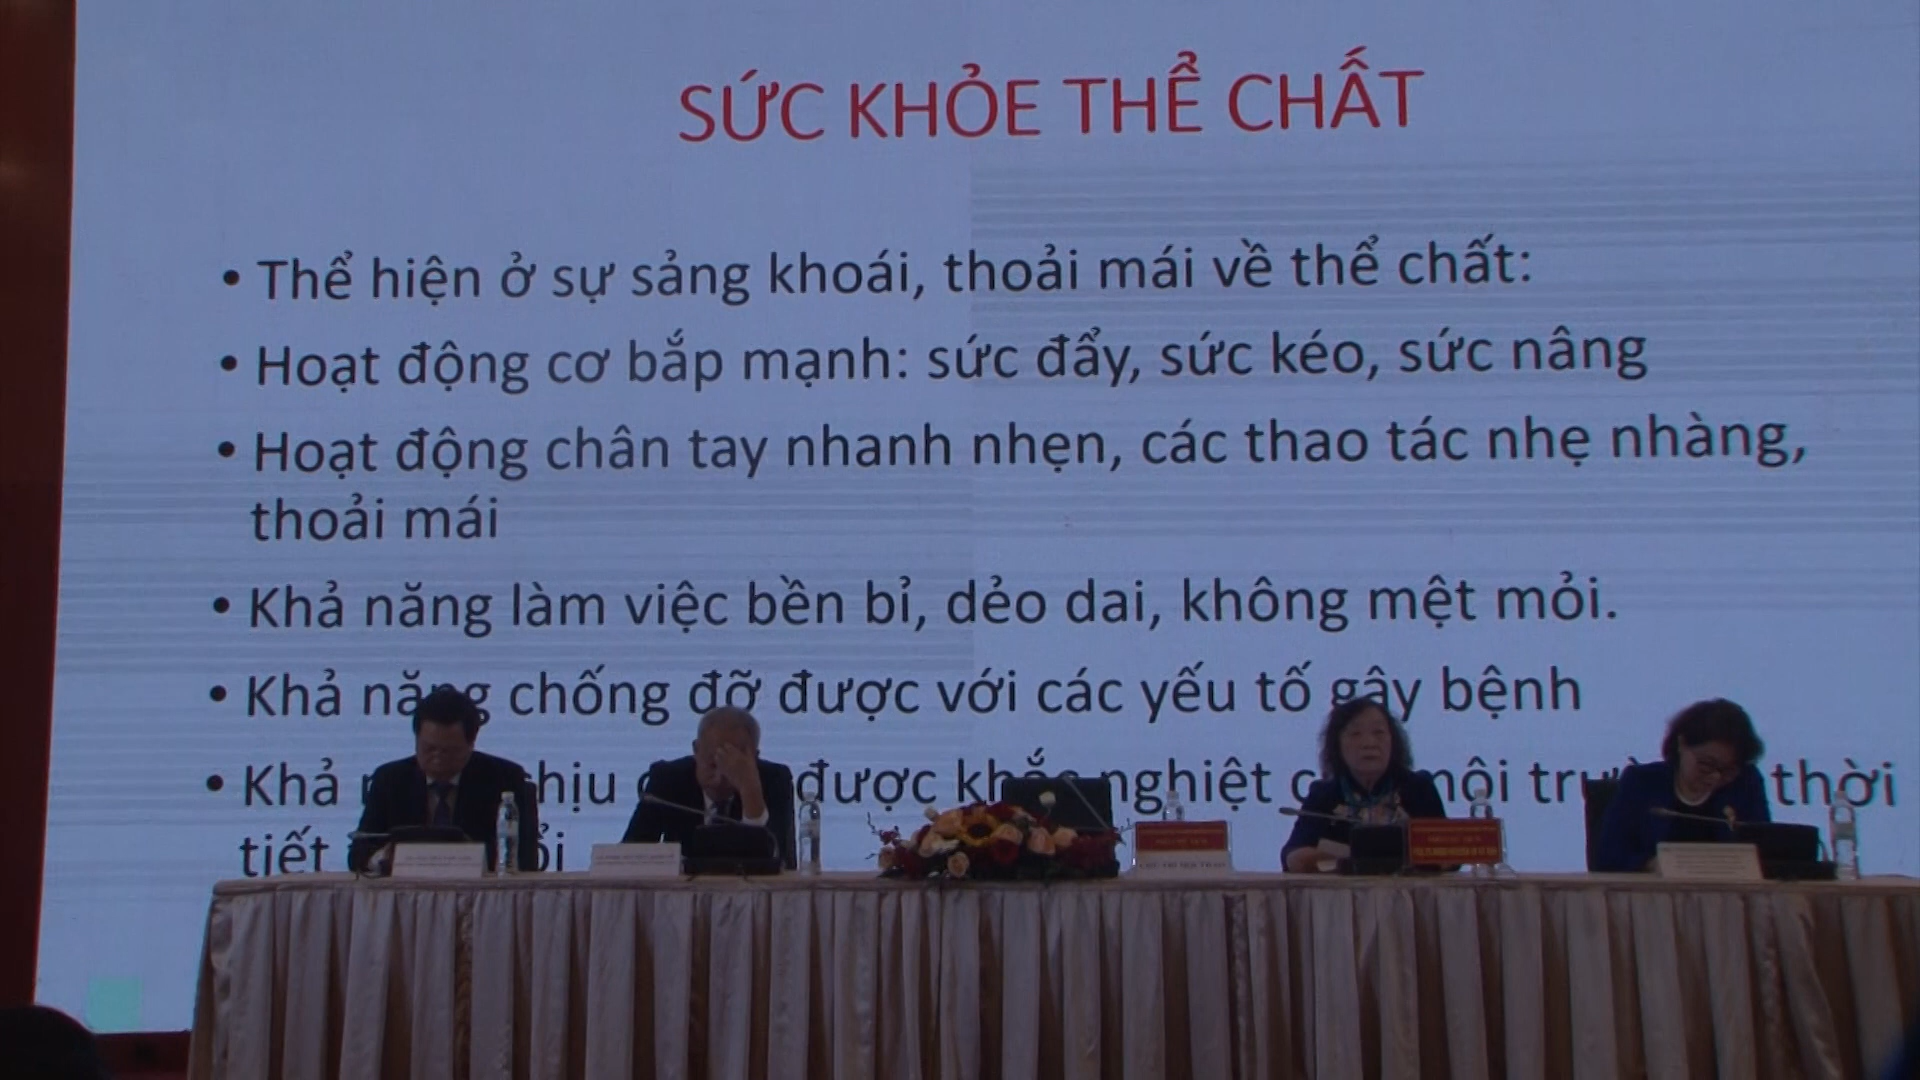 SỨC KHỎE THỂ CHẤT
• Thể hiện ở sự sảng khoái, thoải mái về thể chất:
• Hoạt động cơ bắp mạnh: sức đẩy, sức kéo, sức nâng
• Hoạt động chân tay nhanh nhẹn, các thao tác nhẹ nhàng,
thoải mái
• Khả năng làm việc bền bỉ, dẻo dai, không mệt mỏi.
• Khả năng chống đỡ được với các yếu tố gây bệnh
• Khả được khắc nghiệt thời
tiết